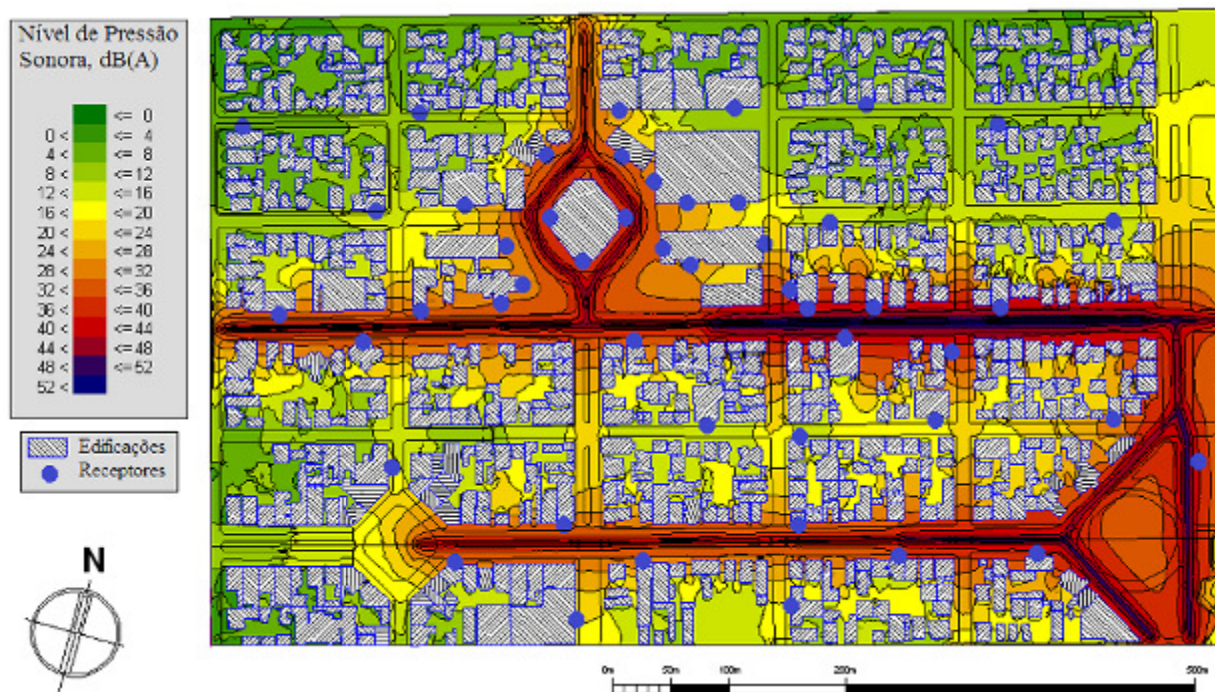 Nível de Pressão
Sonora, dB(A)
<= 0
0 < <= 4
4 < <= 8
8 < <= 12
12 < <= 16
16 < <= 20
20 < <= 24
24 < <= 28
28 < <= 32
32 < <= 36
36 < <= 40
40 < <= 44
44 < <= 48
48 < <= 52
52 <
Edificações
Receptores
N
0m 50m 100m 200m 500m